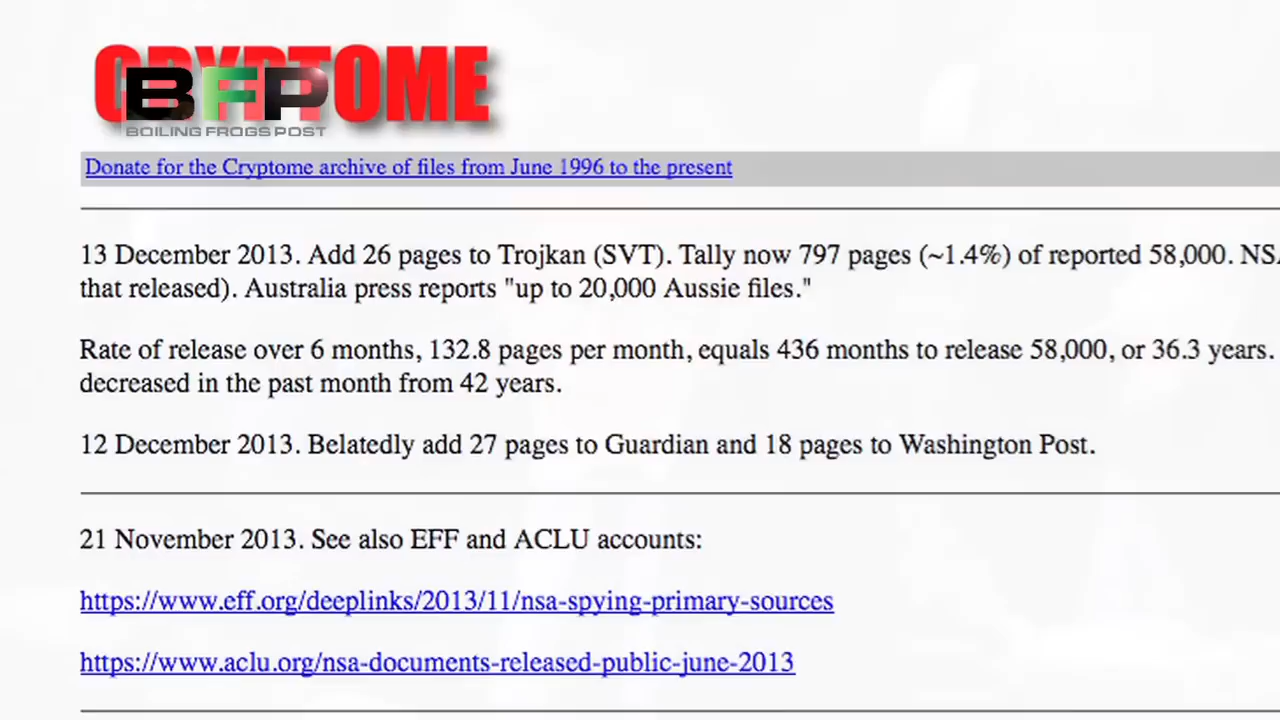 CRYPTOME
BFP
BOILING FROGS POST
Donate for the Cryptome archive of files from June 1996 to the present
13 December 2013. Add 26 pages to Trojkan (SVT). Tally now 797 pages (~1.4%) of reported 58,000. NSA
that released). Australia press reports "up to 20,000 Aussie files."
Rate of release over 6 months, 132.8 pages per month, equals 436 months to release 58,000, or 36.3 years.
decreased in the past month from 42 years.
12 December 2013. Belatedly add 27 pages to Guardian and 18 pages to Washington Post.
21 November 2013. See also EFF and ACLU accounts:
https://www.eff.org/deeplinks/2013/11/nsa-spying-primary-sources
https://www.aclu.org/nsa-documents-released-public-june-2013